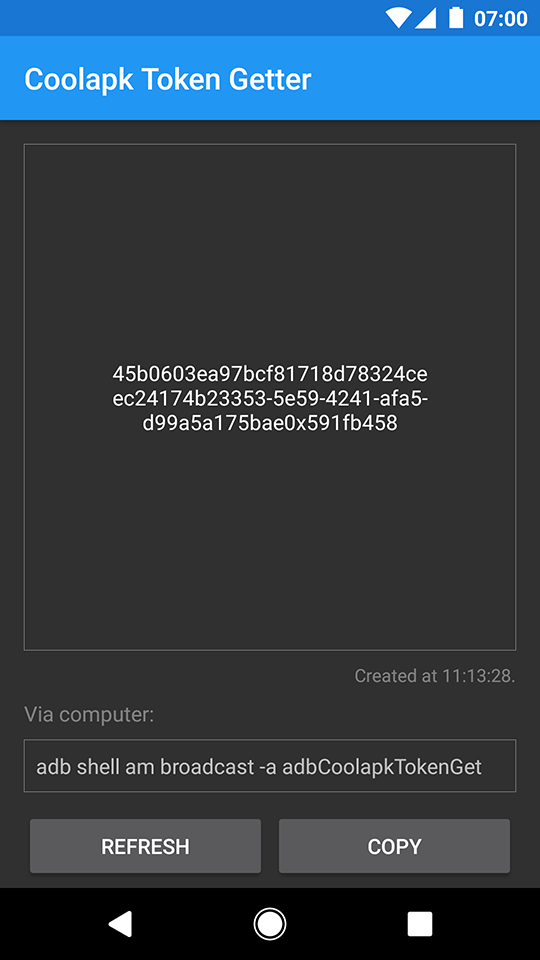 07:00
Coolapk Token Getter
45b0603ea97bcf81718d78324ce
ec24174b23353-5e59-4241-afa5-
d99a5a175bae0x591fb458
Created at 11:13:28.
Via computer:
adb shell am broadcast -a adbCoolapkTokenGet
REFRESH
COPY